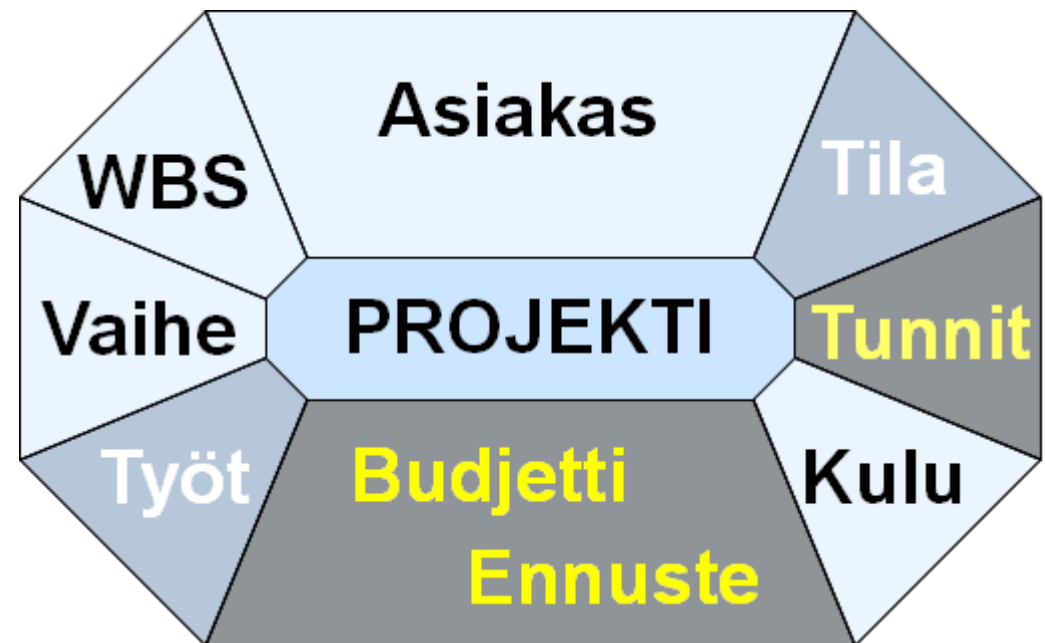 Asiakas
WBS
Tila
Vaihe
PROJEKTI
Tunnit
Työt
Budjetti
Kulu
Ennuste